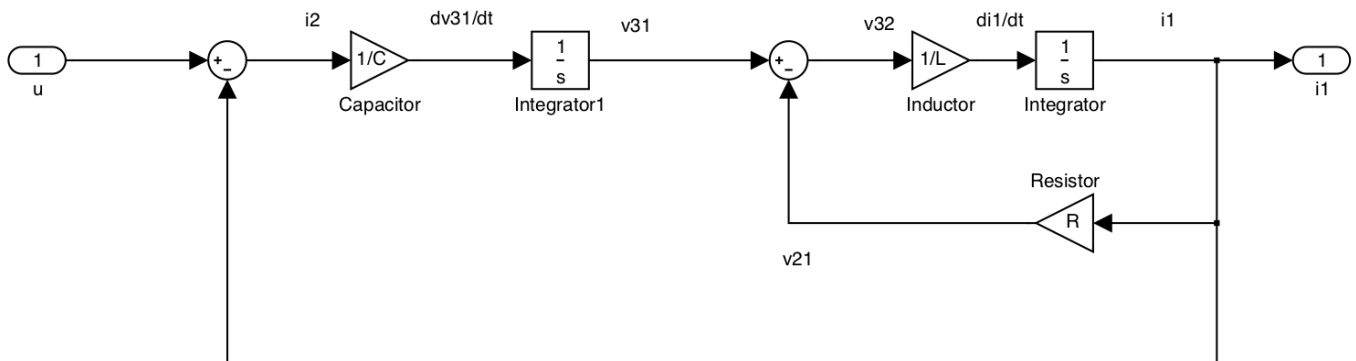 i2
dv31/dt
v31
v32
di1/dt
i1
1
u
+
−
1/C
Capacitor
1
s
Integrator1
+
−
1/L
Inductor
1
s
Integrator
1
i1
Resistor
R
v21